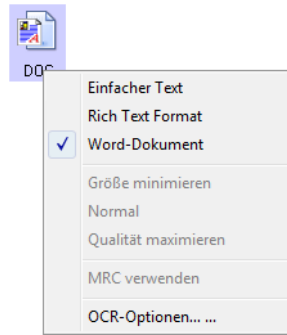 DOC
Einfacher Text
Rich Text Format
Word-Dokument
Größe minimieren
Normal
Qualität maximieren
MRC verwenden
OCR-Optionen... ...